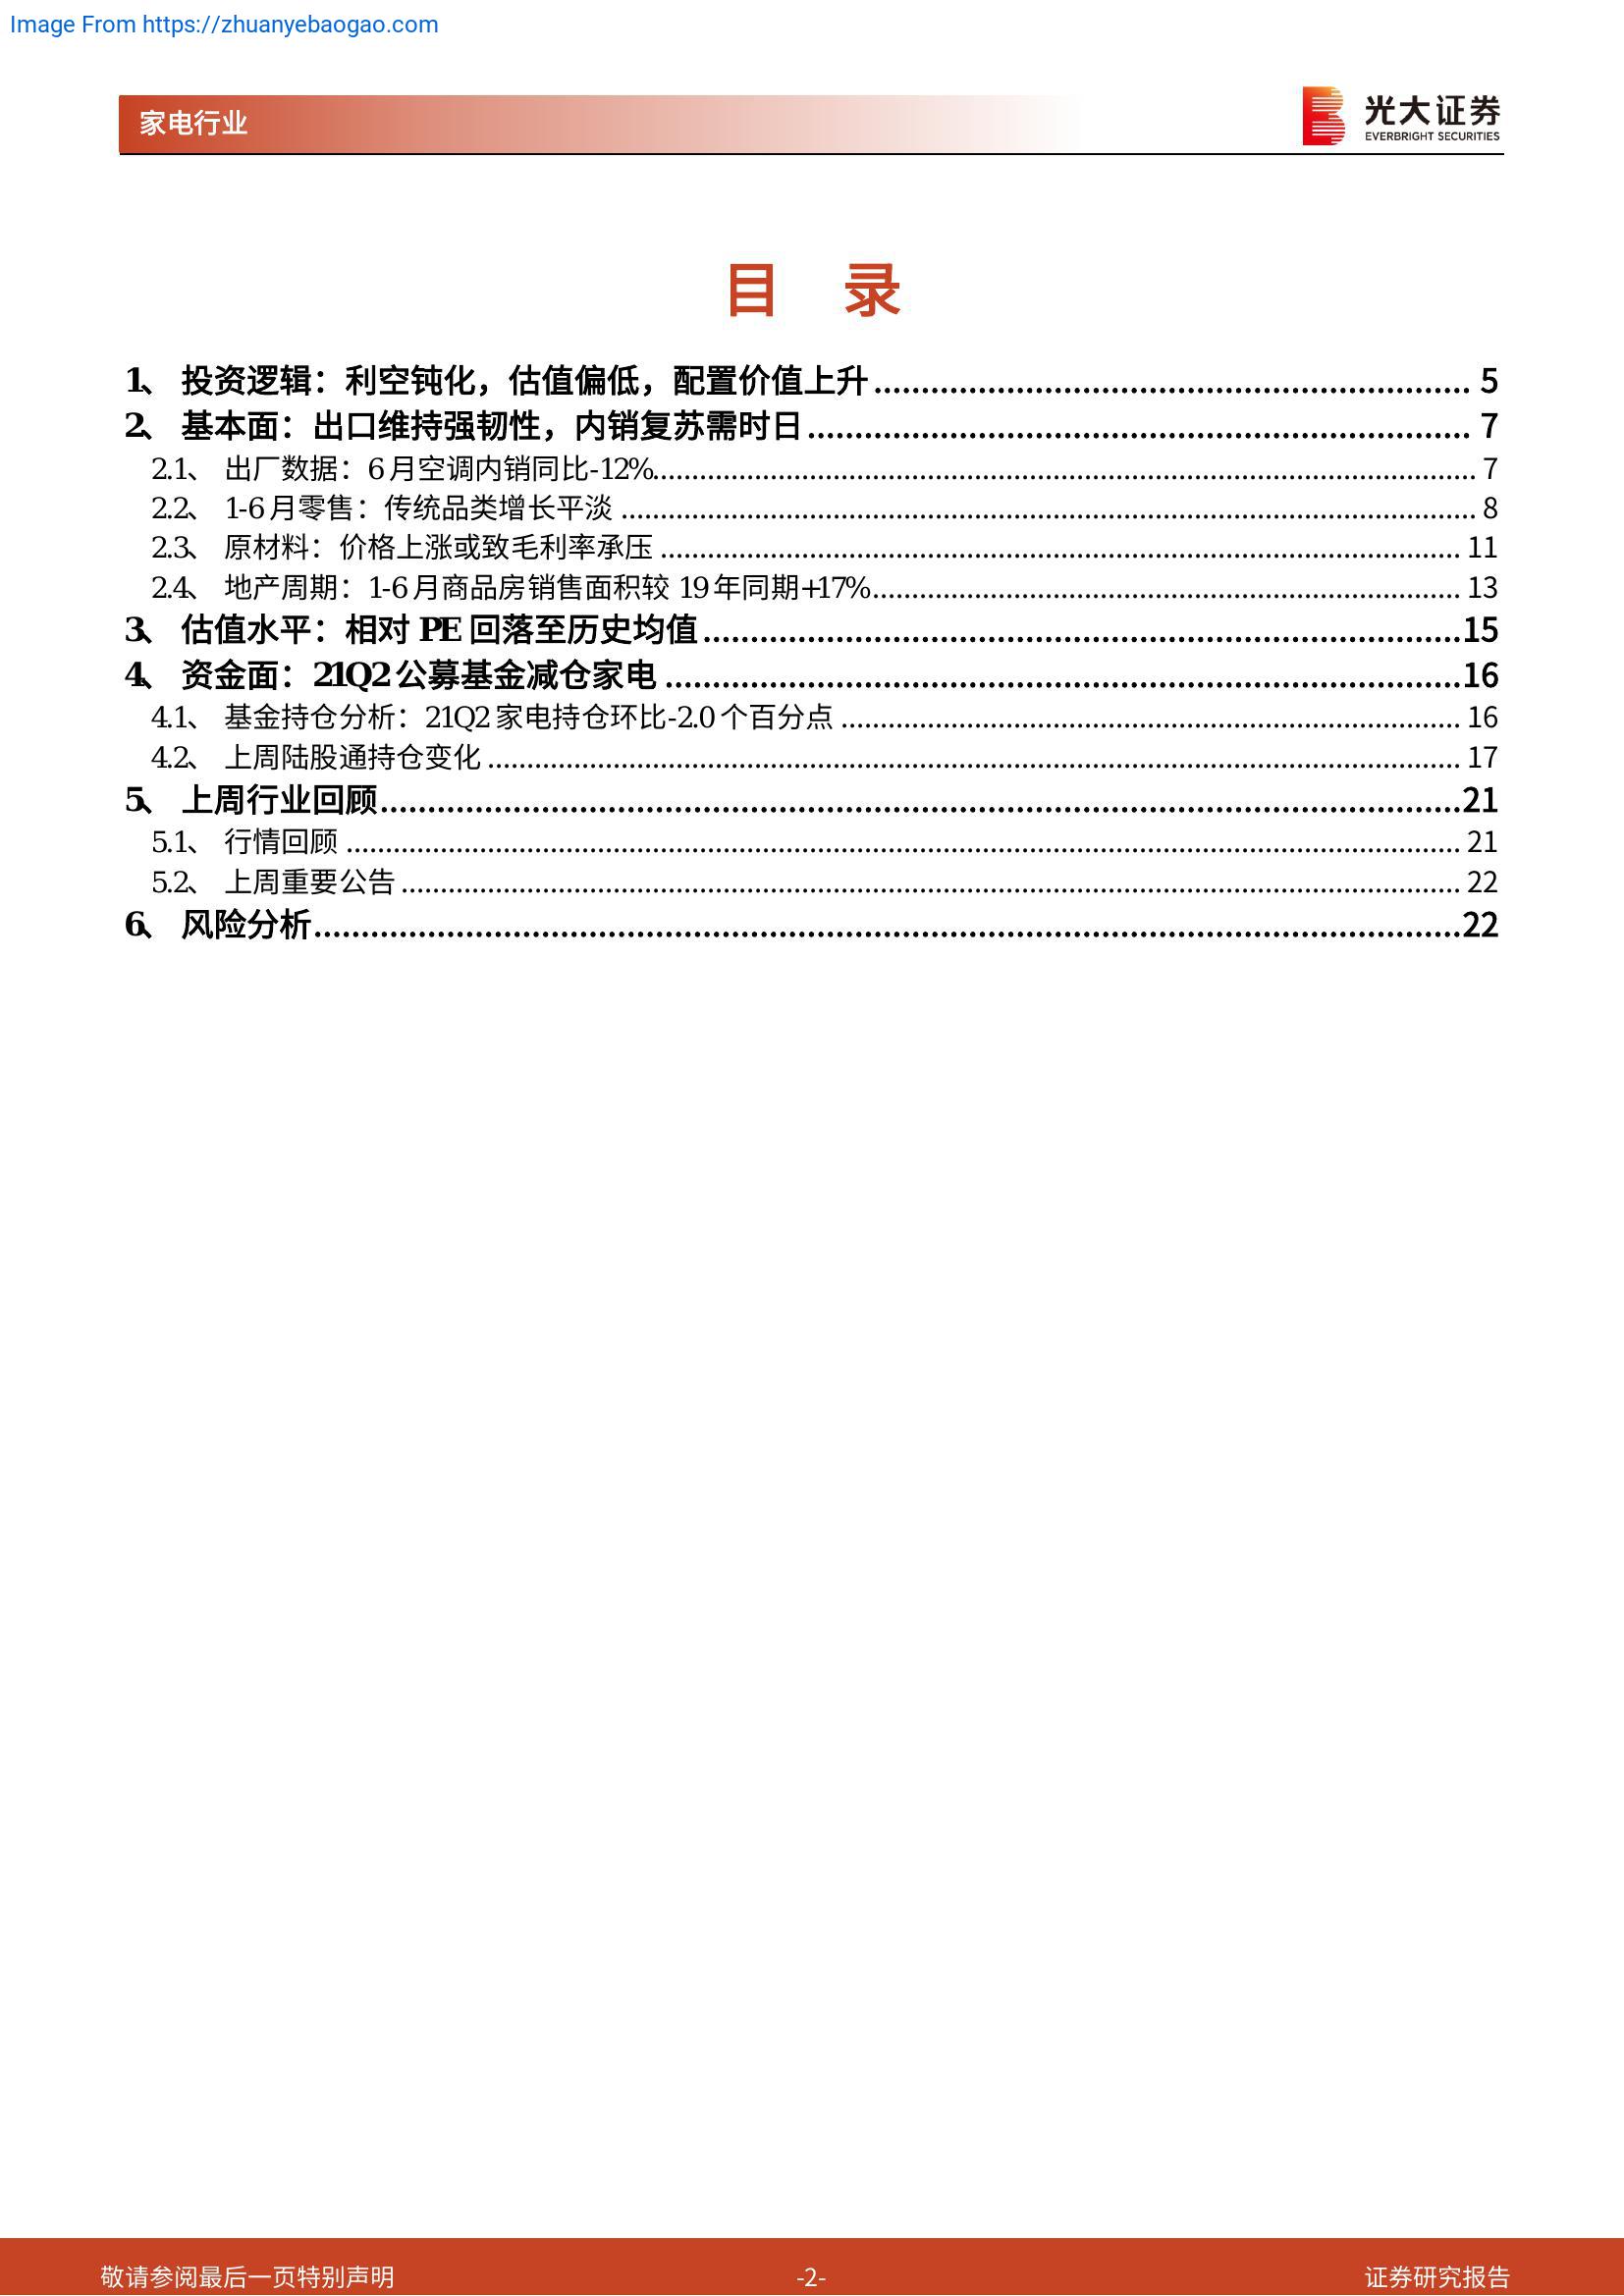 Image From https://zhuanyebaogao.com
家电行业
光大证券
EVERBRIGHT SECURITIES
目 录
1、 投资逻辑：利空钝化，估值偏低，配置价值上升 5
2、 基本面：出口维持强韧性，内销复苏需时日 7
2.1、 出厂数据：6月空调内销同比-12% 7
2.2、 1-6月零售：传统品类增长平淡 8
2.3、 原材料：价格上涨或致毛利率承压 11
2.4、 地产周期：1-6月商品房销售面积较 19年同期+17% 13
3、 估值水平：相对 PE 回落至历史均值 15
4、 资金面：21Q2公募基金减仓家电 16
4.1、 基金持仓分析：21Q2家电持仓环比-2.0个百分点 16
4.2、 上周陆股通持仓变化 17
5、 上周行业回顾 21
5.1、 行情回顾 21
5.2、 上周重要公告 22
6、 风险分析 22
敬请参阅最后一页特别声明 -2- 证券研究报告